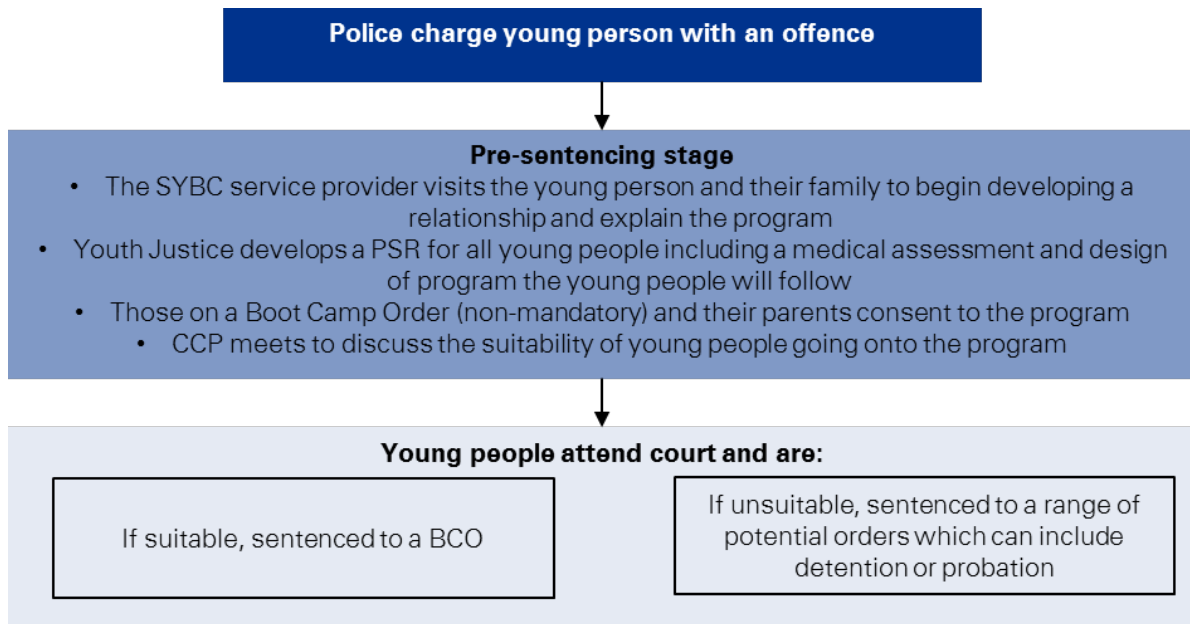 Police charge young person with an offence
Pre-sentencing stage
• The SYBC service provider visits the young person and their family to begin developing a
relationship and explain the program
• Youth Justice develops a PSR for all young people including a medical assessment and design
of program the young people will follow
• Those on a Boot Camp Order (non-mandatory) and their parents consent to the program
• CCP meets to discuss the suitability of young people going onto the program
Young people attend court and are:
If suitable, sentenced to a BCO
If unsuitable, sentenced to a range of
potential orders which can include
detention or probation